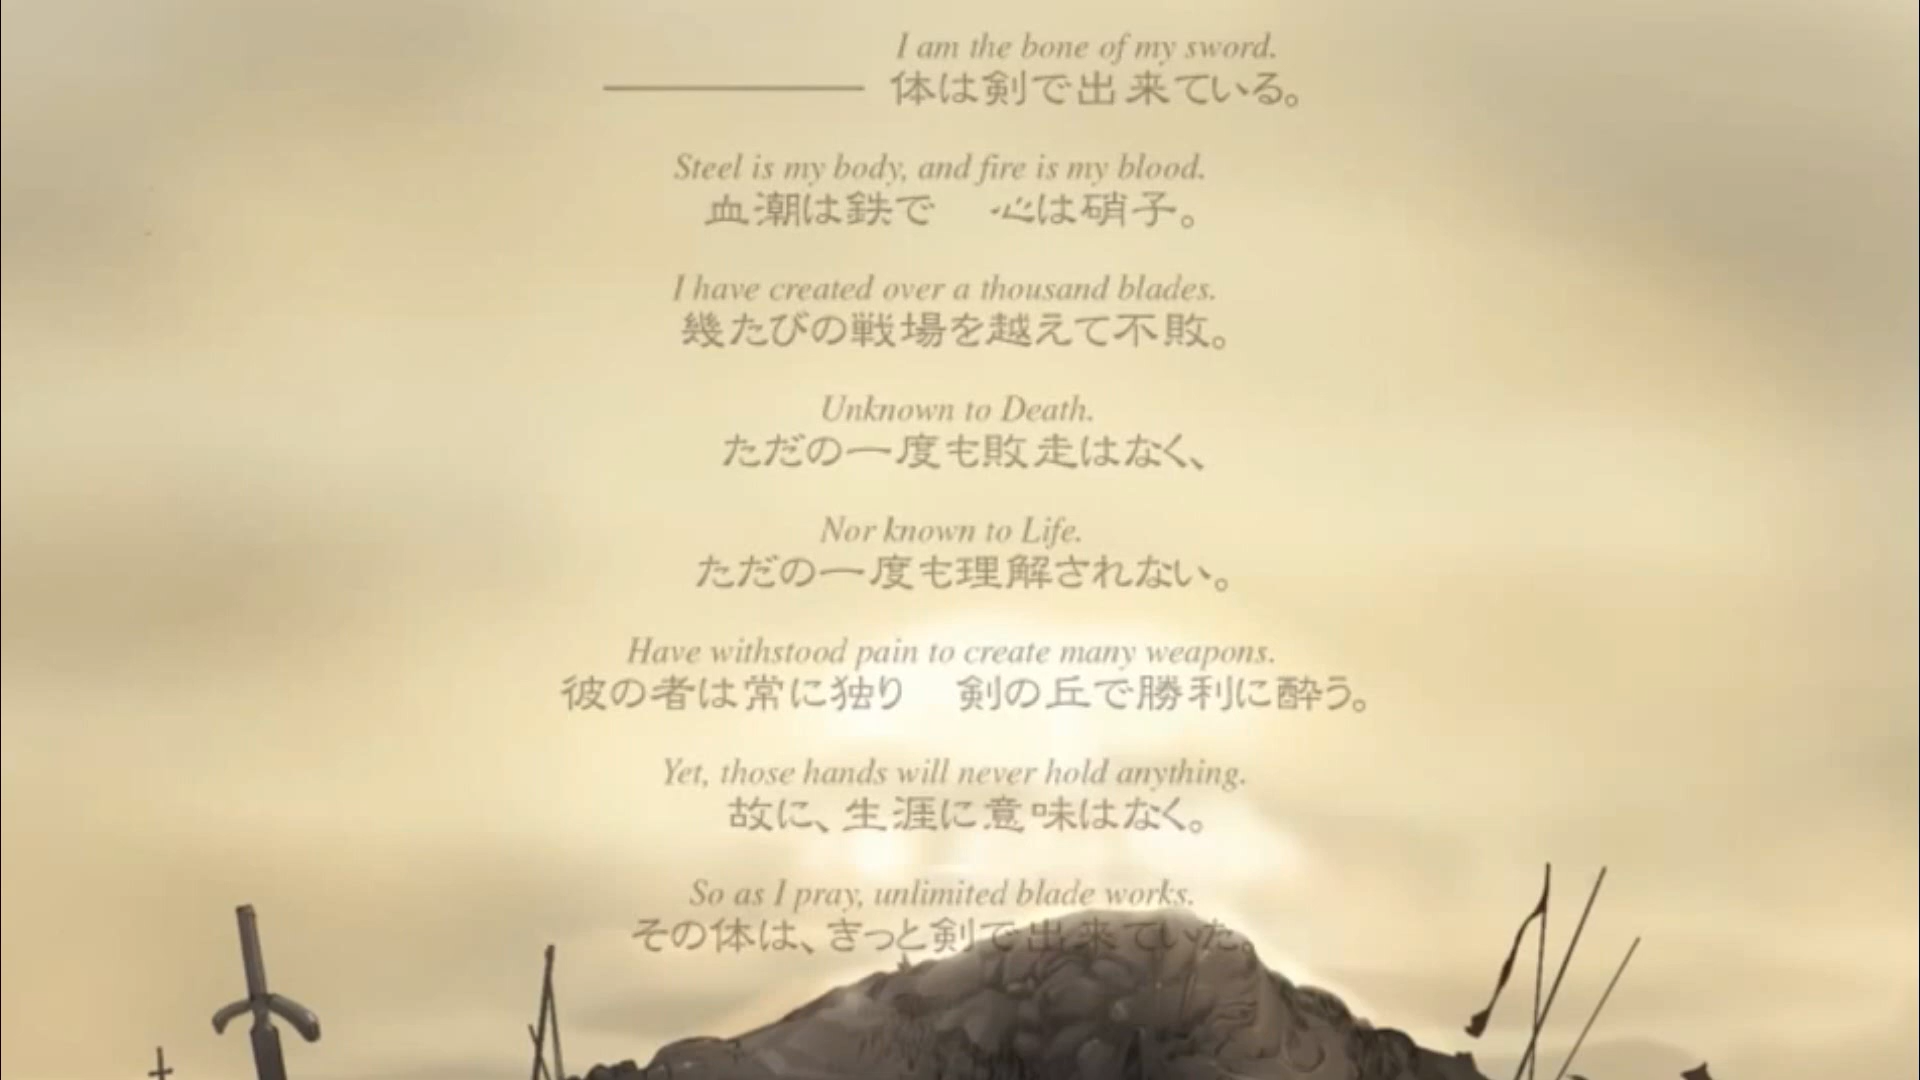 I am the bone of my sword.
――――― 体は剣で出来ている。
Steel is my body, and fire is my blood.
血潮は鉄で　心は硝子。
I have created over a thousand blades.
幾たびの戦場を越えて不敗。
Unknown to Death.
ただの一度も敗走はなく、
Nor known to Life.
ただの一度も理解されない。
Have withstood pain to create many weapons.
彼の者は常に独り　剣の丘で勝利に酔う。
Yet, those hands will never hold anything.
故に、生涯に意味はなく。
So as I pray, unlimited blade works.
その体は、きっと剣で出来ていた。